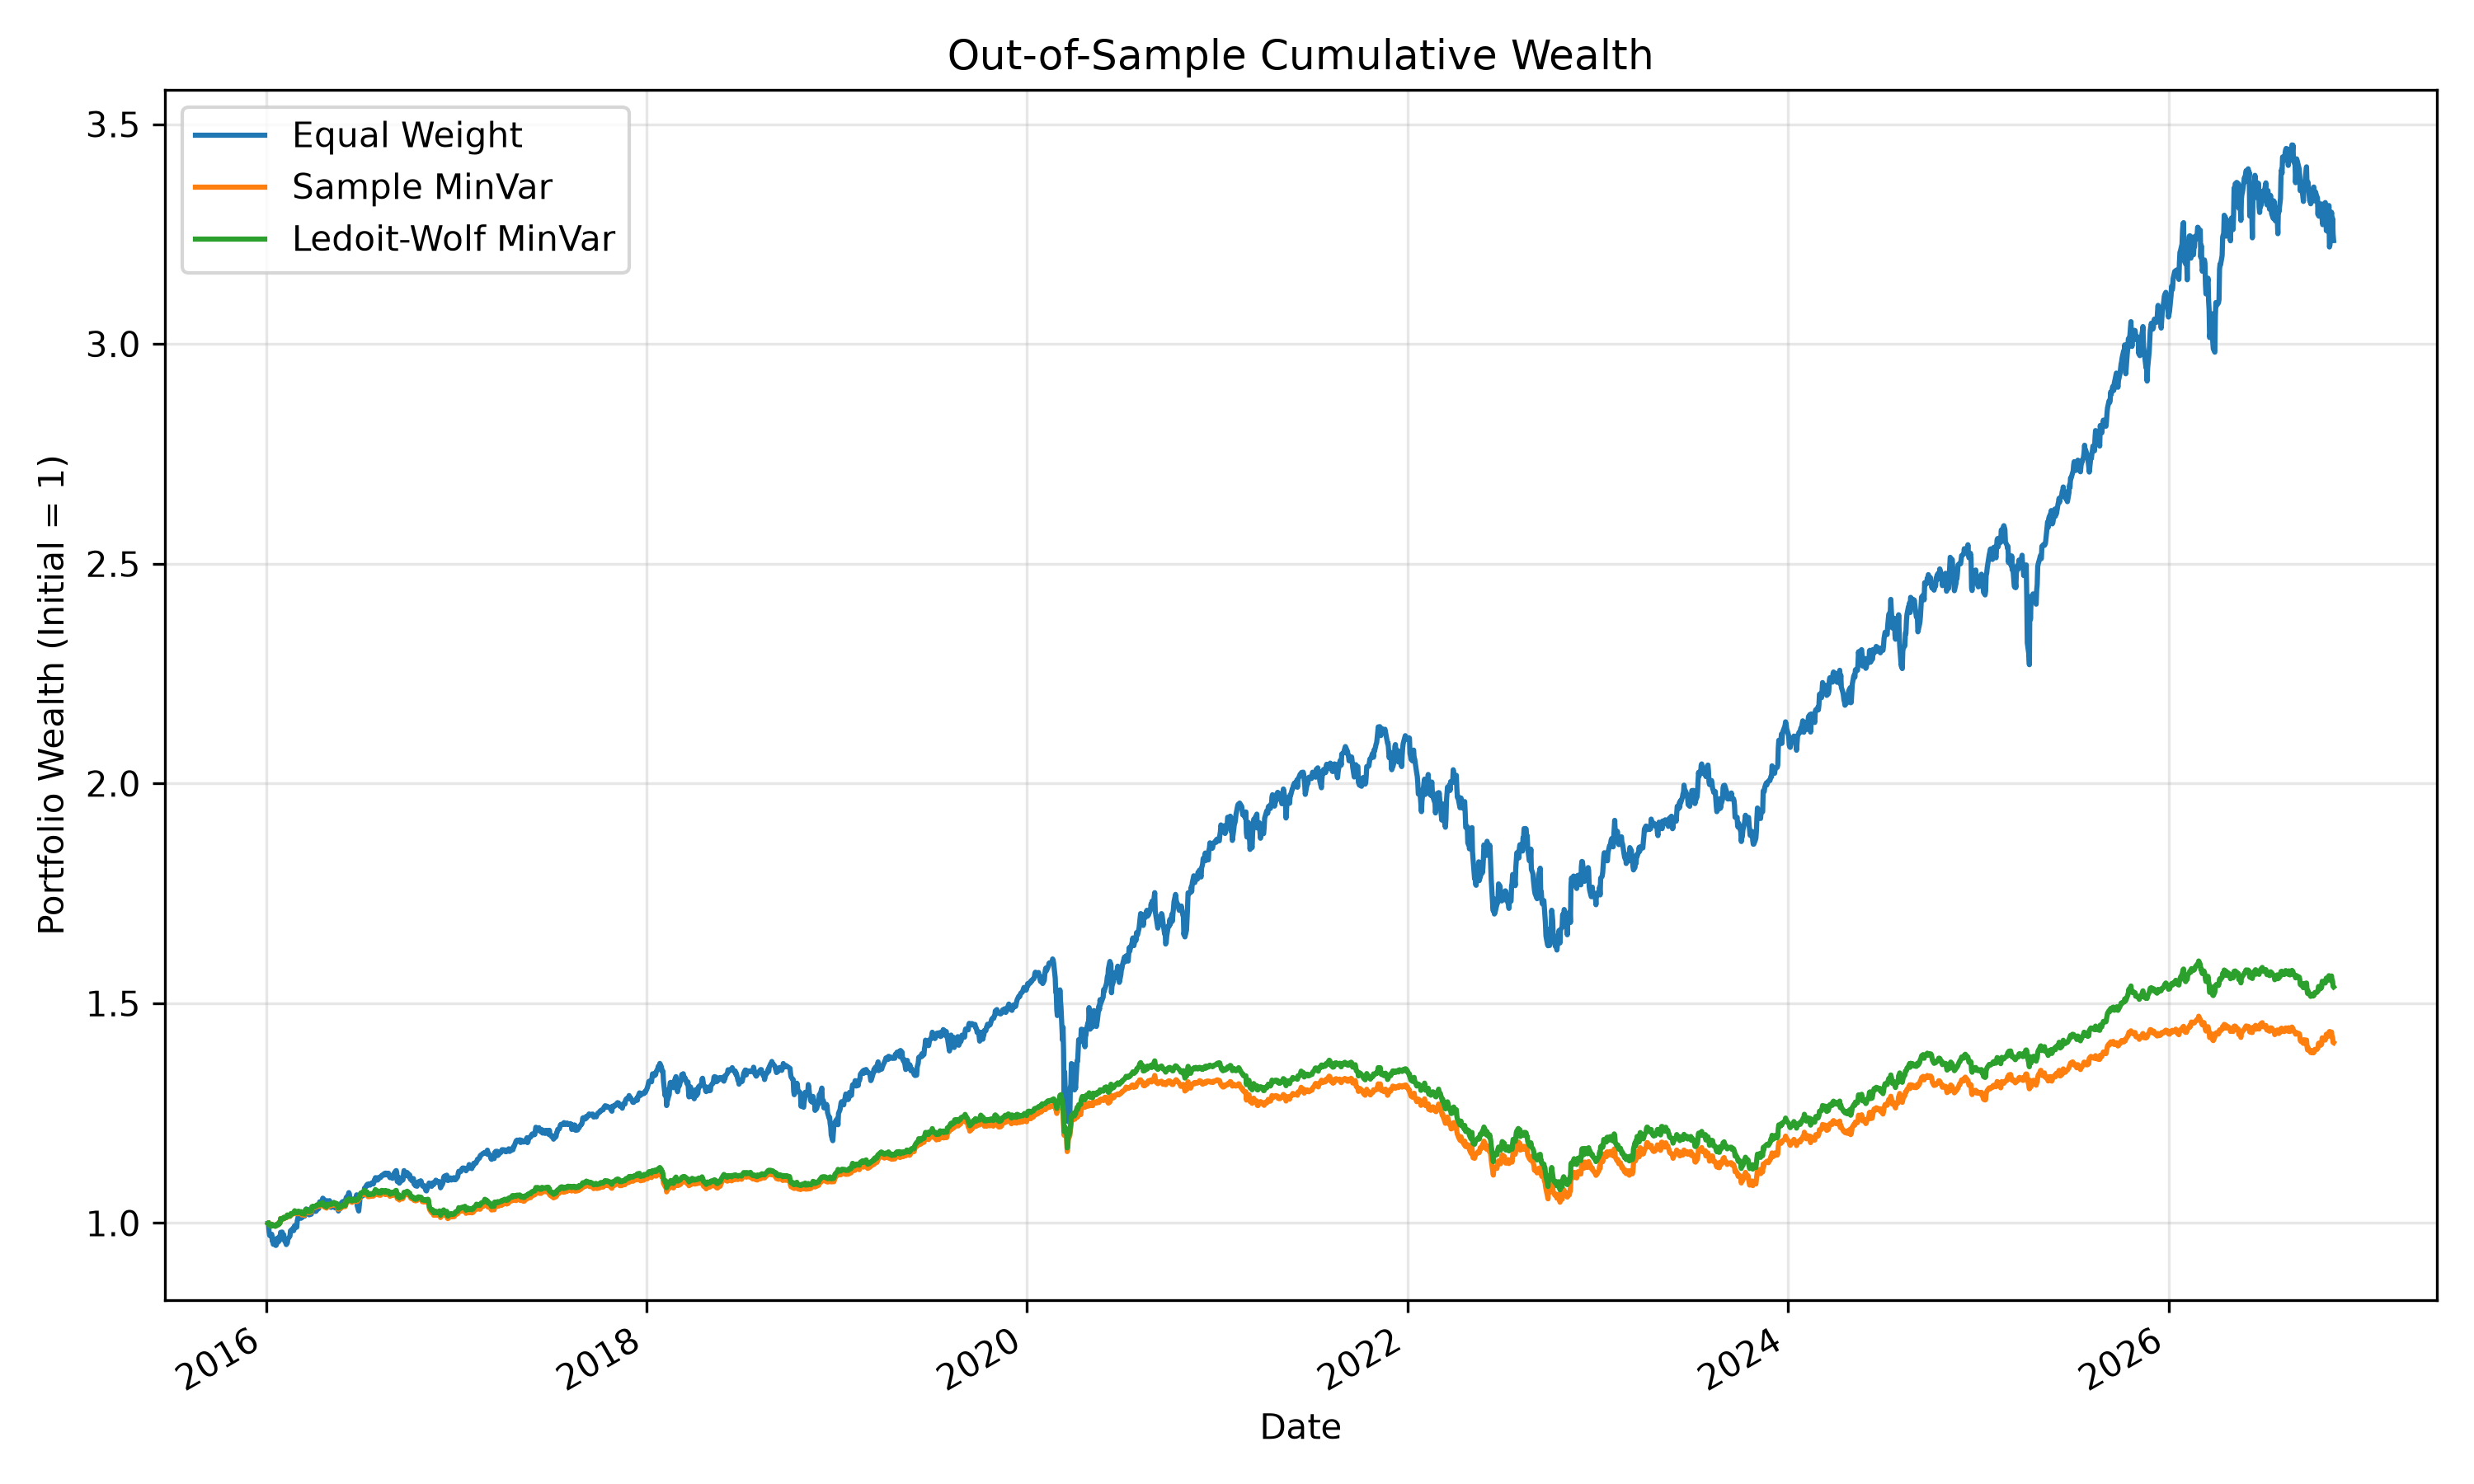 Out-of-Sample Cumulative Wealth
Equal Weight
Sample MinVar
Ledoit-Wolf MinVar
Portfolio Wealth (Initial = 1)
3.5
3.0
2.5
2.0
1.5
1.0
2016
2018
2020
2022
2024
2026
Date